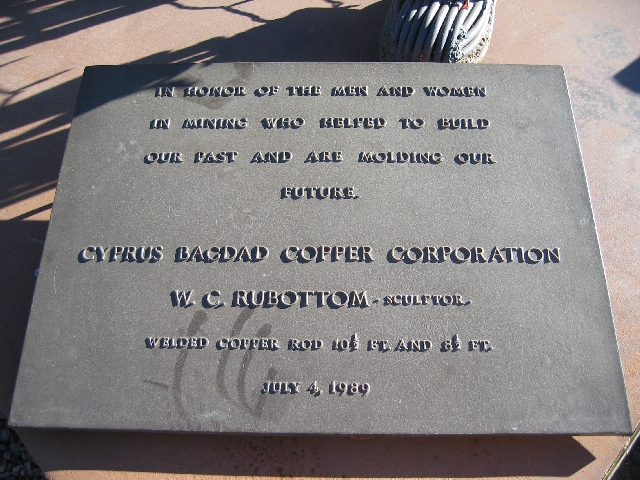 IN HONOR OF THE MEN AND WOMEN
IN MINING WHO HELPED TO BUILD
OUR PAST AND ARE MOLDING OUR
FUTURE.
CYPRUS BAGDAD COPPER CORPORATION
W. C. RUBOTTOM - SCULPTOR
WELDED COPPER ROD 10½ FT. AND 8½ FT.
JULY 4, 1989